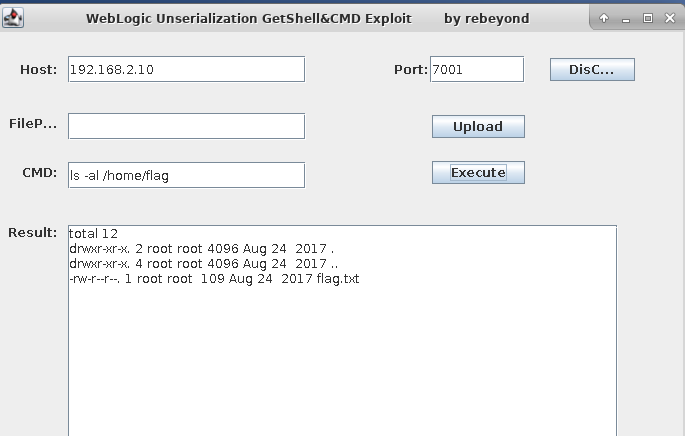 WebLogic Unserialization GetShell&CMD Exploit by rebeyond
Host: 192.168.2.10 Port: 7001 DisC...
FileP... Upload
CMD: ls -al /home/flag Execute
Result: total 12
drwxr-xr-x. 2 root root 4096 Aug 24  2017 .
drwxr-xr-x. 4 root root 4096 Aug 24  2017 ..
-rw-r--r--. 1 root root  109 Aug 24  2017 flag.txt